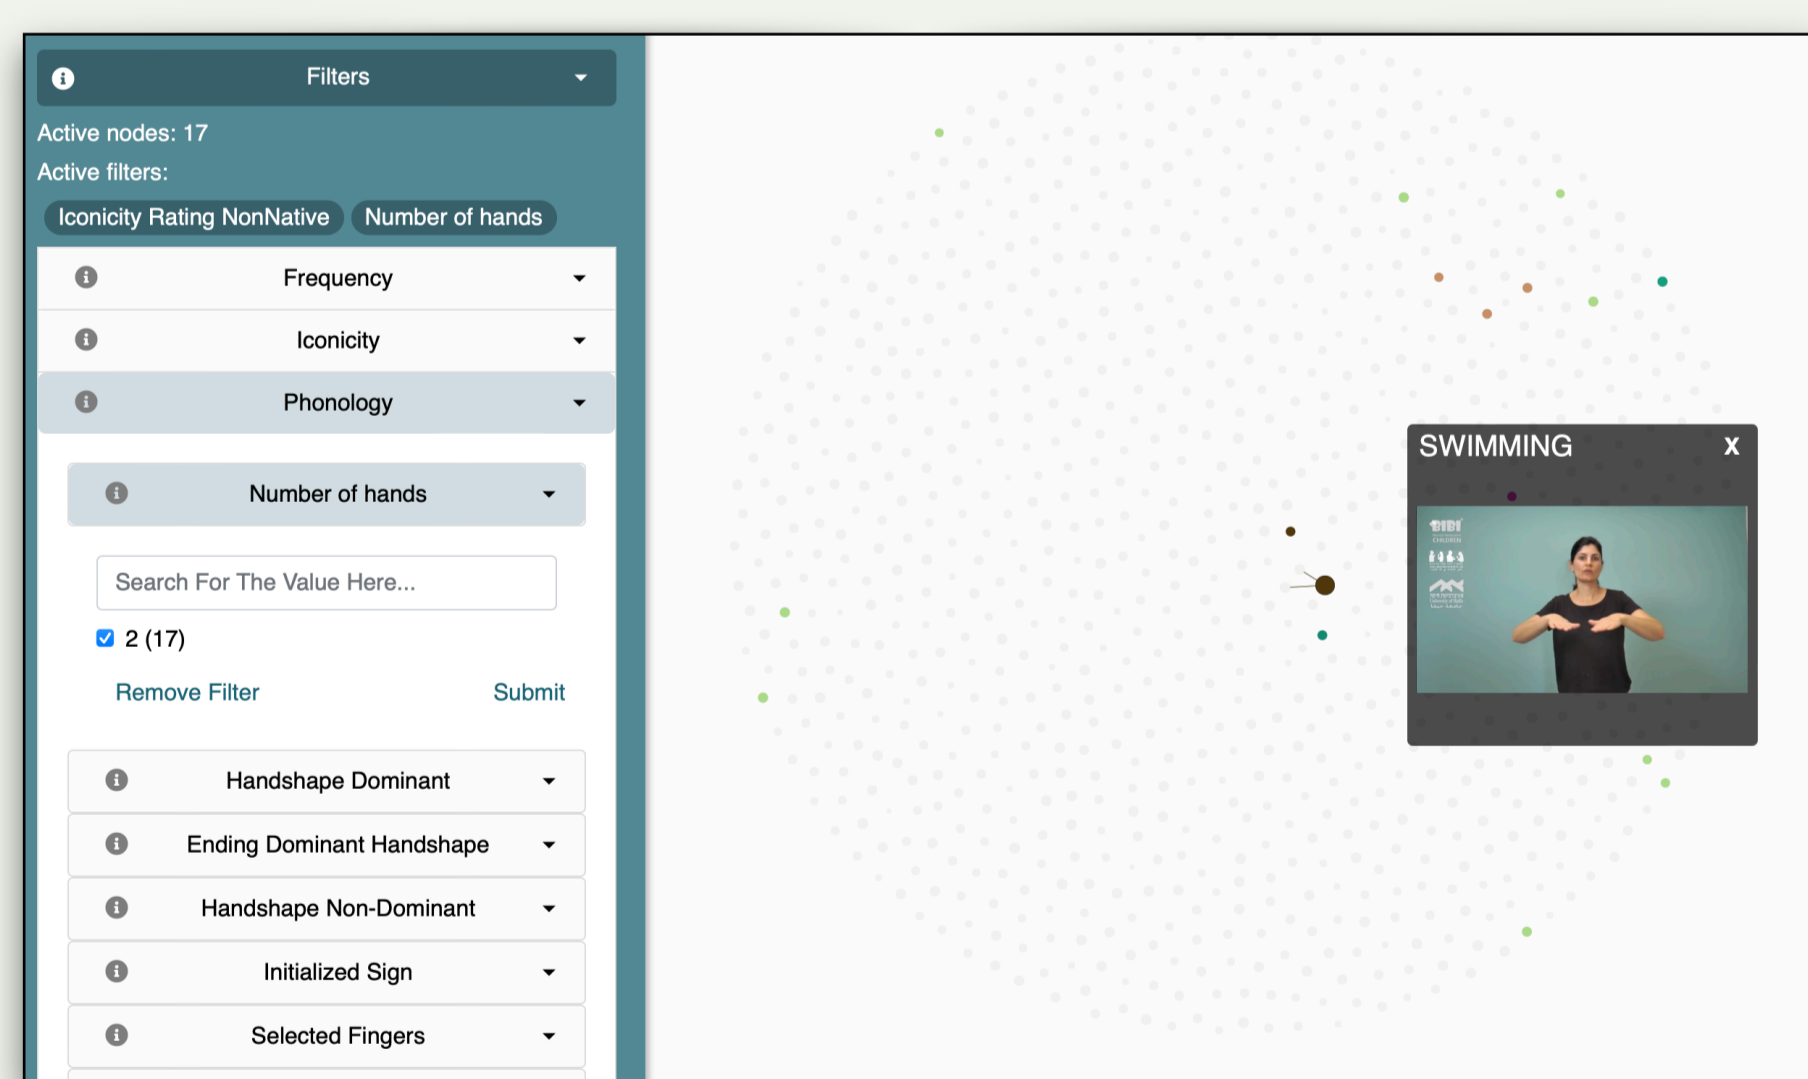 Filters
Active nodes: 17
Active filters:
Iconicity Rating NonNative
Number of hands
Frequency
Iconicity
Phonology
Number of hands
Search For The Value Here...
2 (17)
Remove Filter
Submit
Handshape Dominant
Ending Dominant Handshape
Handshape Non-Dominant
Initialized Sign
Selected Fingers
SWIMMING
X
BIBI
CHILDREN